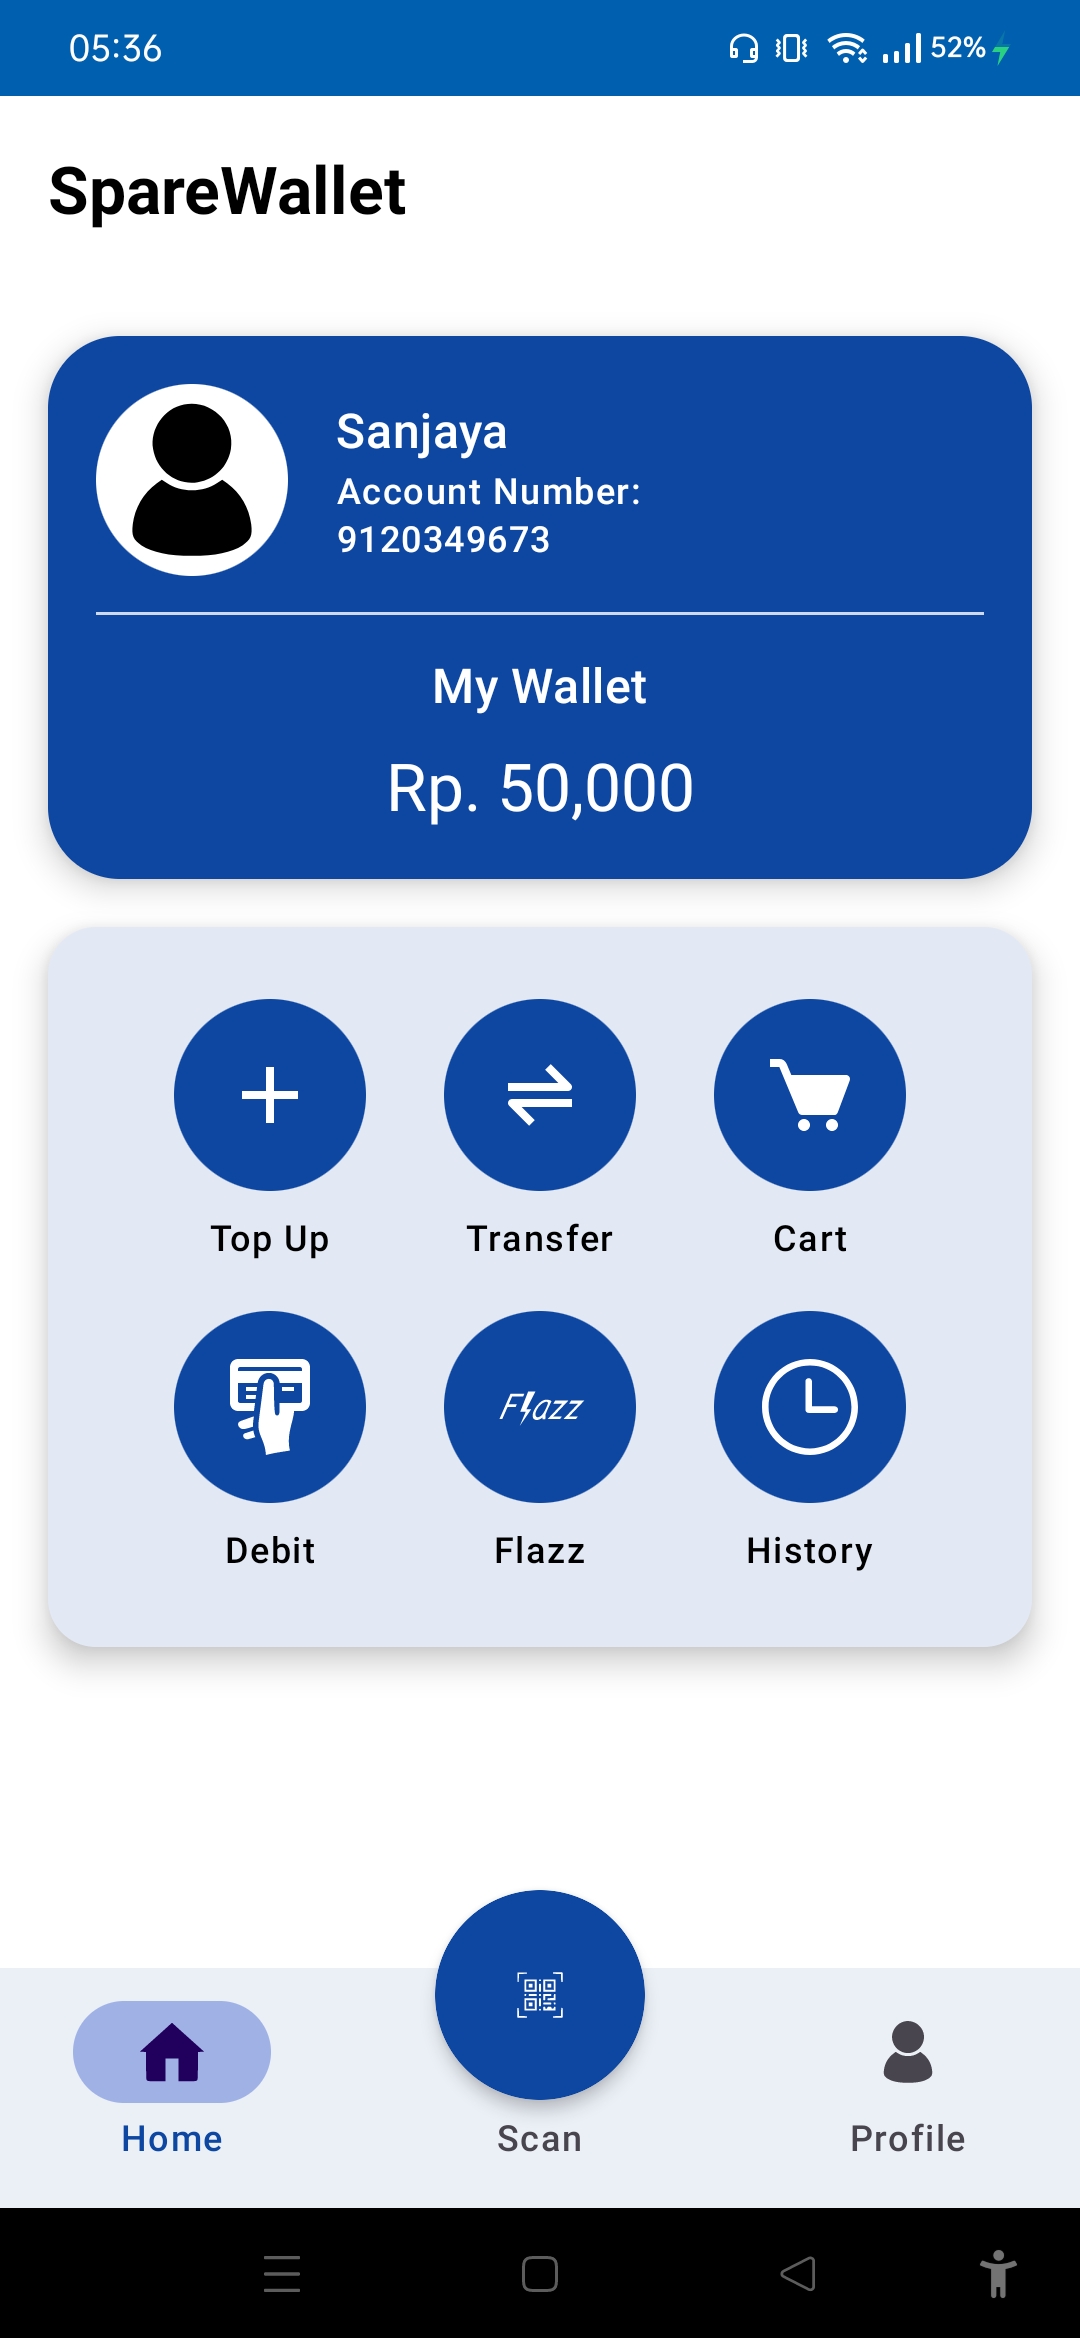 05:36
52%
SpareWallet
Sanjaya
Account Number:
9120349673
My Wallet
Rp. 50,000
Top Up
Transfer
Cart
Flazz
Debit
Flazz
History
Home
Scan
Profile